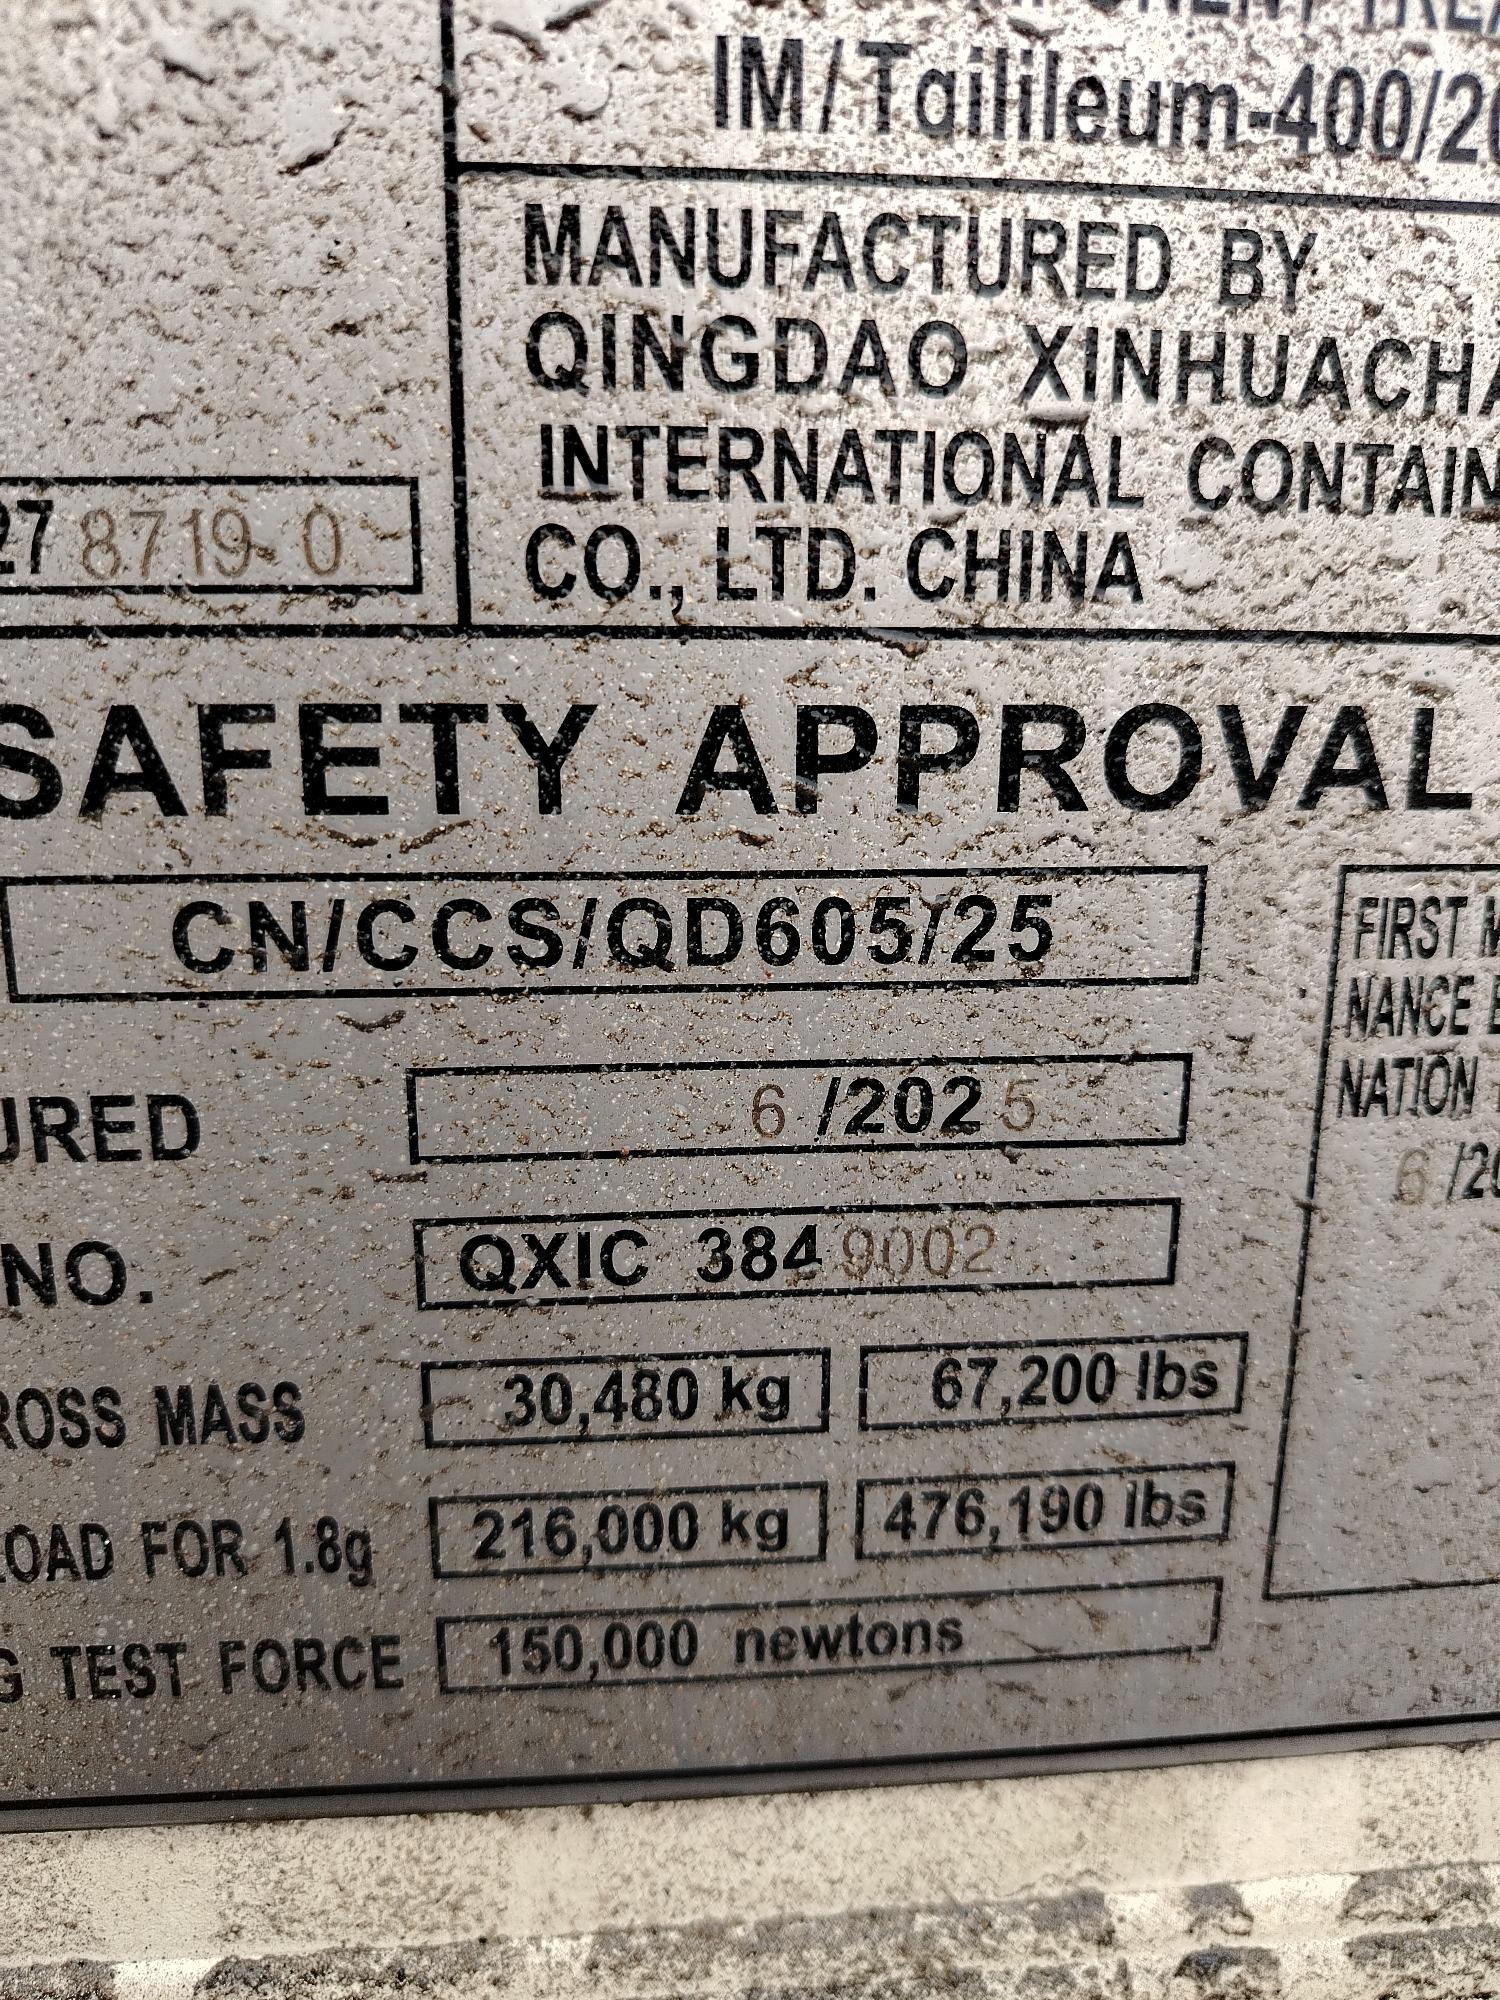 IM/Tailileum-400/20
MANUFACTURED BY
QINGDAO XINHUACHA
INTERNATIONAL CONTAIN
CO., LTD. CHINA
27 8719 0
SAFETY APPROVAL
CN/CCS/QD605/25
URED 6 /2025
NO. QXIC 3849002
ROSS MASS 30,480 kg 67,200 lbs
LOAD FOR 1.8g 216,000 kg 476,190 lbs
G TEST FORCE 150,000 newtons
FIRST M
NANCE E
NATION
6 /20